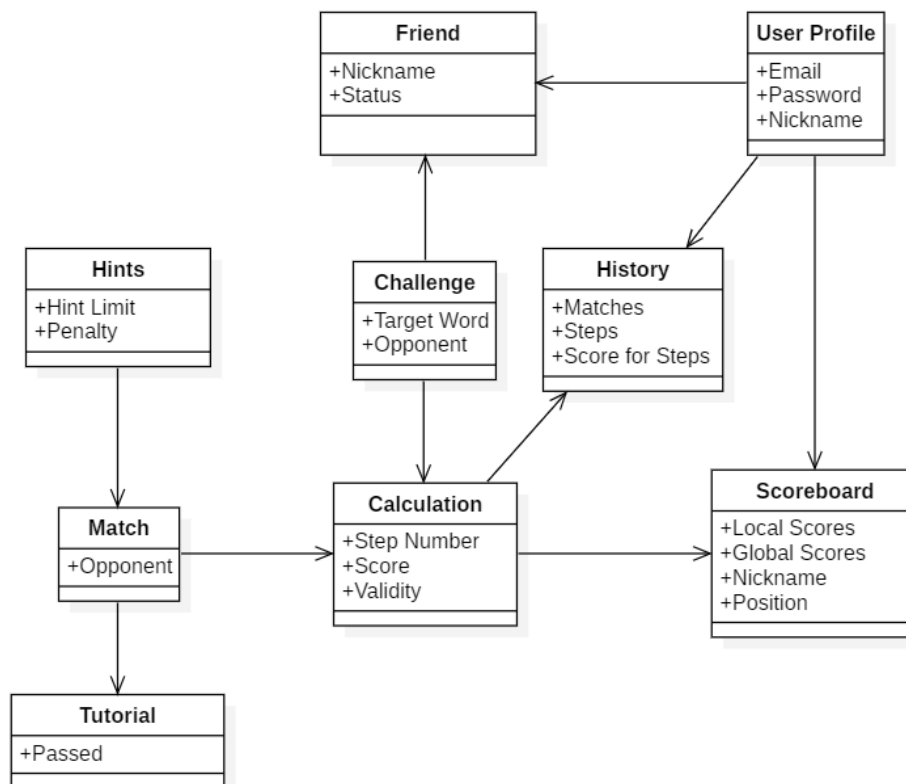 Friend
+Nickname
+Status
User Profile
+Email
+Password
+Nickname
Hints
+Hint Limit
+Penalty
Challenge
+Target Word
+Opponent
History
+Matches
+Steps
+Score for Steps
Match
+Opponent
Calculation
+Step Number
+Score
+Validity
Scoreboard
+Local Scores
+Global Scores
+Nickname
+Position
Tutorial
+Passed